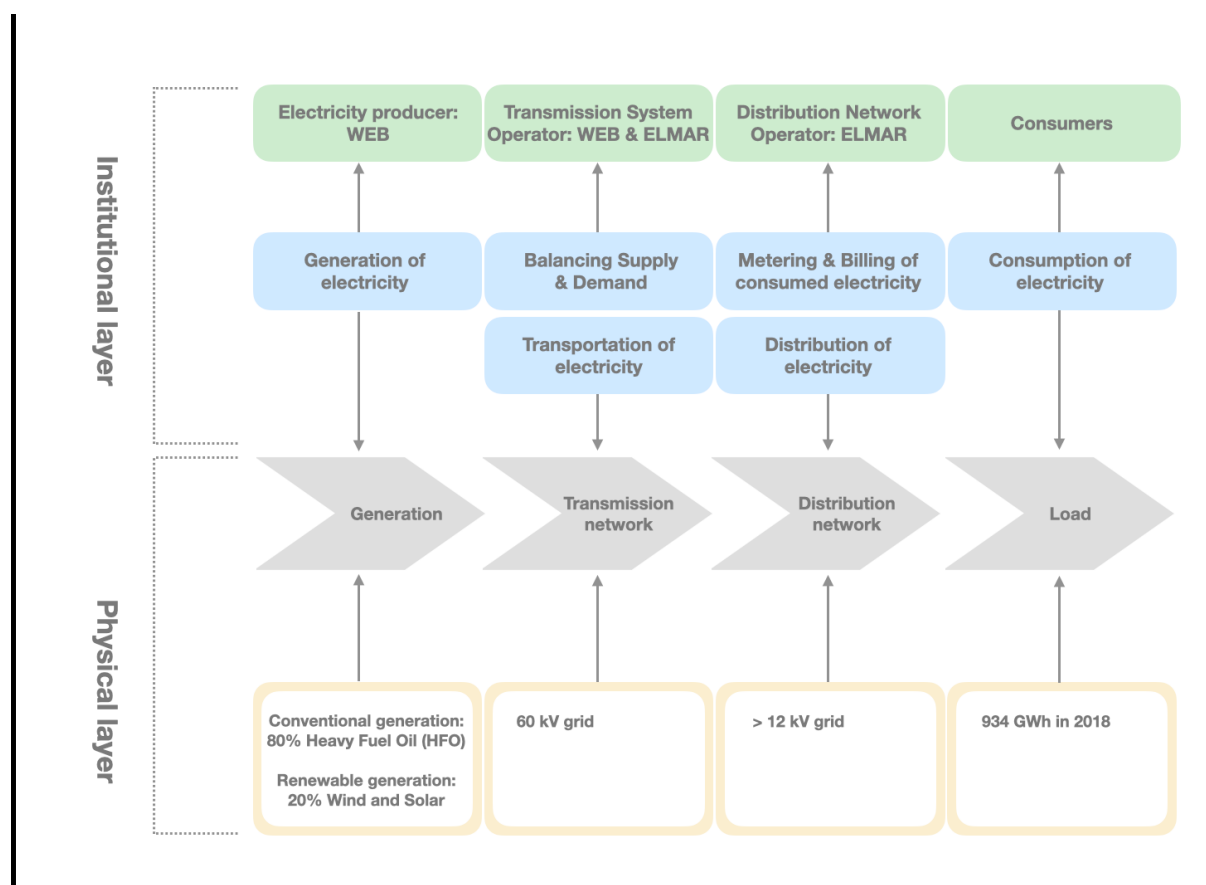 Institutional layer
Electricity producer:
WEB
Transmission System
Operator: WEB & ELMAR
Distribution Network
Operator: ELMAR
Consumers
Generation of
electricity
Balancing Supply
& Demand
Metering & Billing of
consumed electricity
Consumption of
electricity
Transportation of
electricity
Distribution of
electricity
Physical layer
Generation
Transmission
network
Distribution
network
Load
Conventional generation:
80% Heavy Fuel Oil (HFO)
Renewable generation:
20% Wind and Solar
60 kV grid
> 12 kV grid
934 GWh in 2018